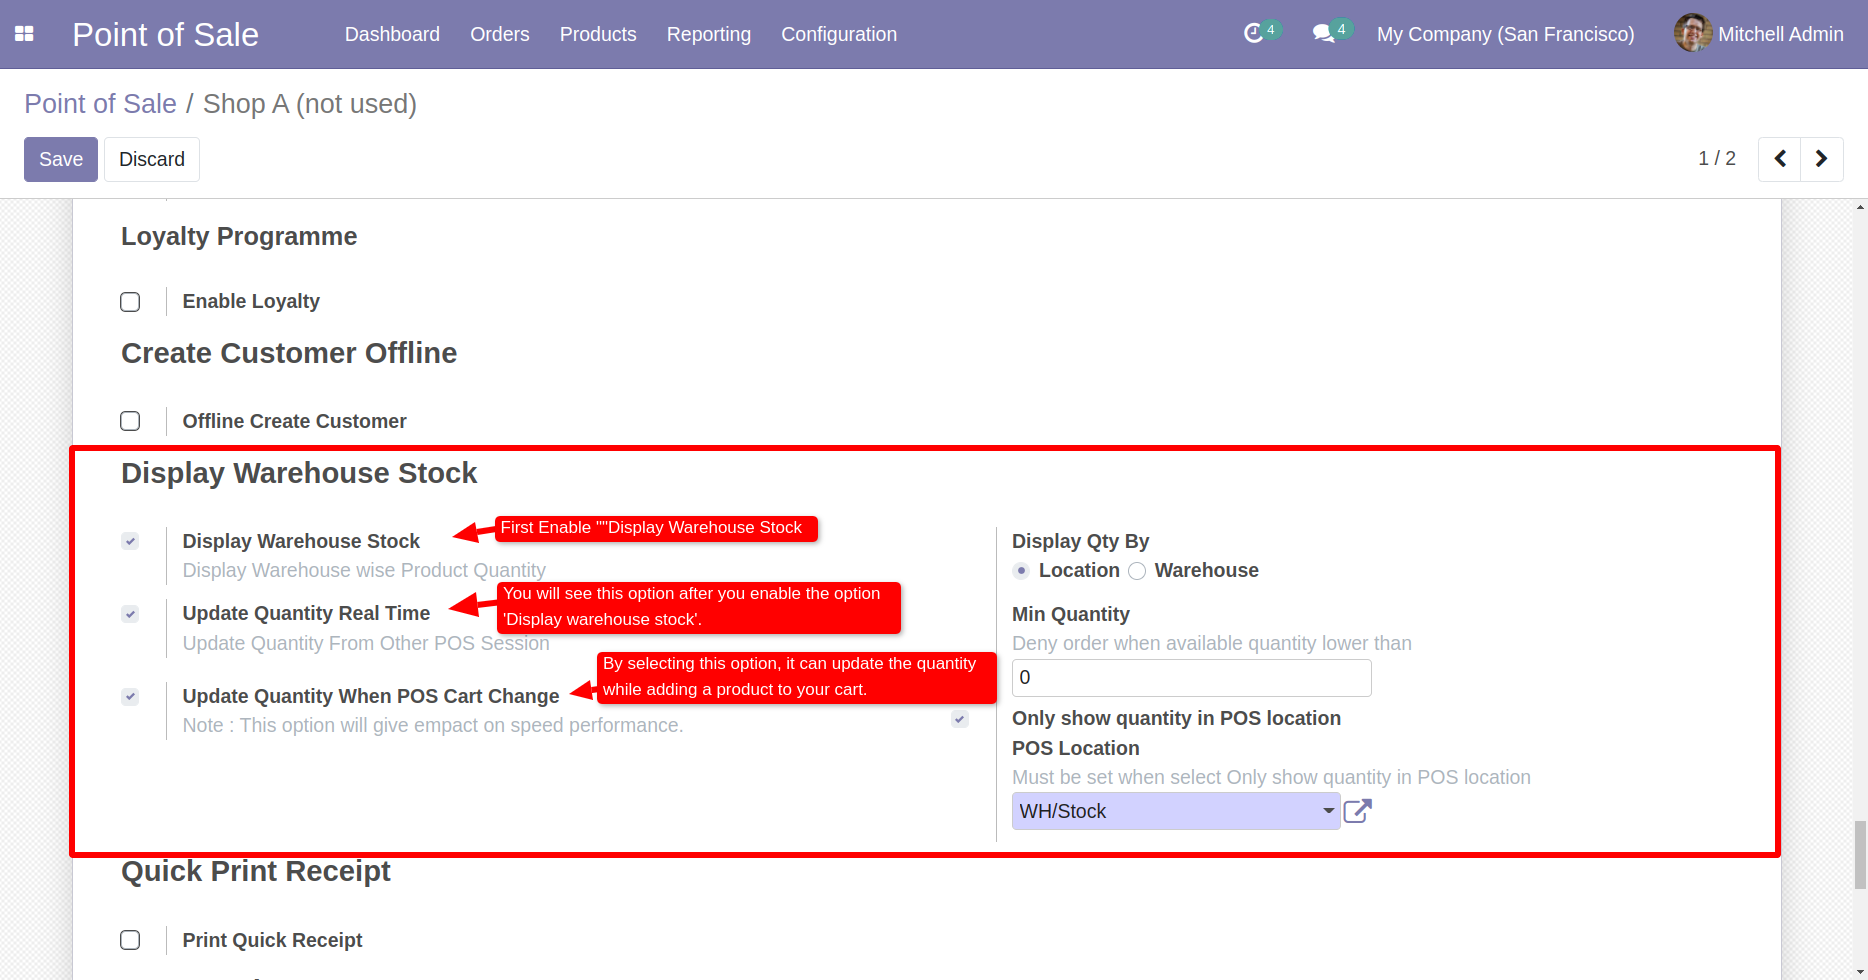 Point of Sale Dashboard Orders Products Reporting Configuration 4 4 My Company (San Francisco) Mitchell Admin
Point of Sale / Shop A (not used)
Save Discard 1 / 2
Loyalty Programme
Enable Loyalty
Create Customer Offline
Offline Create Customer
Display Warehouse Stock
First Enable ""Display Warehouse Stock
Display Warehouse Stock
Display Warehouse wise Product Quantity
You will see this option after you enable the option
'Display warehouse stock'.
Update Quantity Real Time
Update Quantity From Other POS Session
By selecting this option, it can update the quantity
while adding a product to your cart.
Update Quantity When POS Cart Change
Note : This option will give empact on speed performance.
Display Qty By
Location Warehouse
Min Quantity
Deny order when available quantity lower than
0
Only show quantity in POS location
POS Location
Must be set when select Only show quantity in POS location
WH/Stock
Quick Print Receipt
Print Quick Receipt